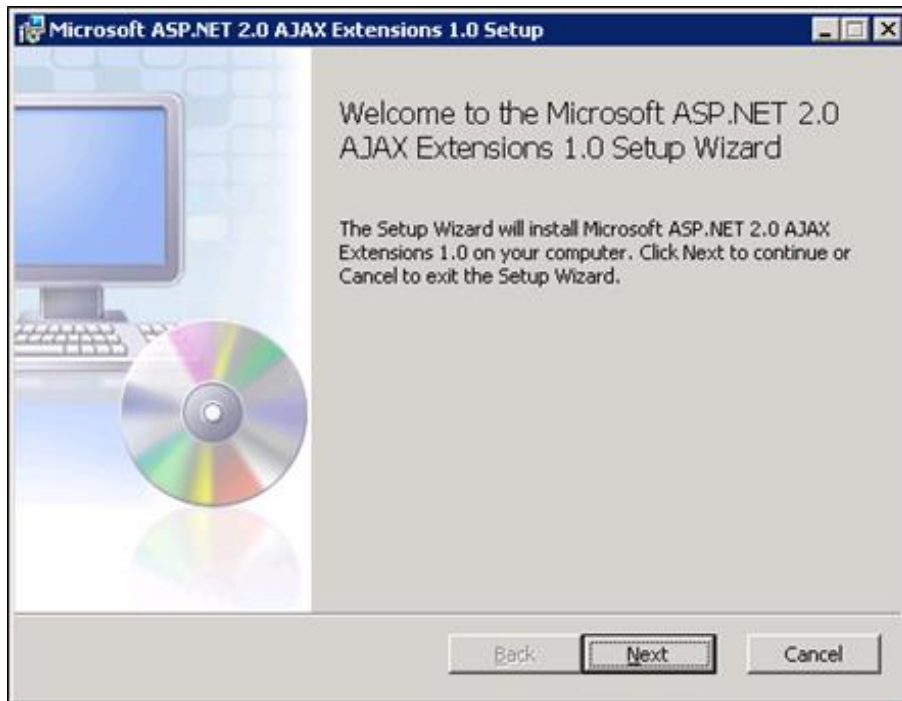 Microsoft ASP.NET 2.0 AJAX Extensions 1.0 Setup
Welcome to the Microsoft ASP.NET 2.0
AJAX Extensions 1.0 Setup Wizard
The Setup Wizard will install Microsoft ASP.NET 2.0 AJAX
Extensions 1.0 on your computer. Click Next to continue or
Cancel to exit the Setup Wizard.
Back Next Cancel